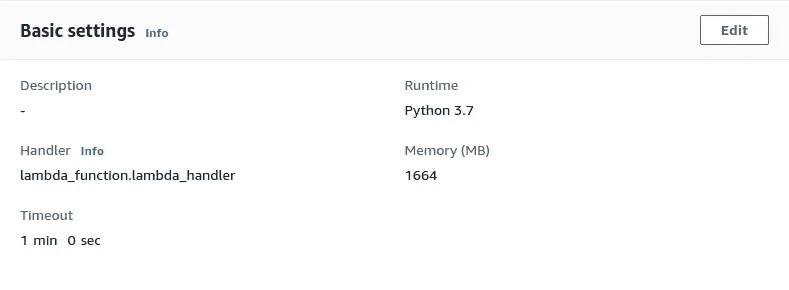 Basic settings Info
Edit
Description
-
Runtime
Python 3.7
Handler Info
lambda_function.lambda_handler
Memory (MB)
1664
Timeout
1 min 0 sec